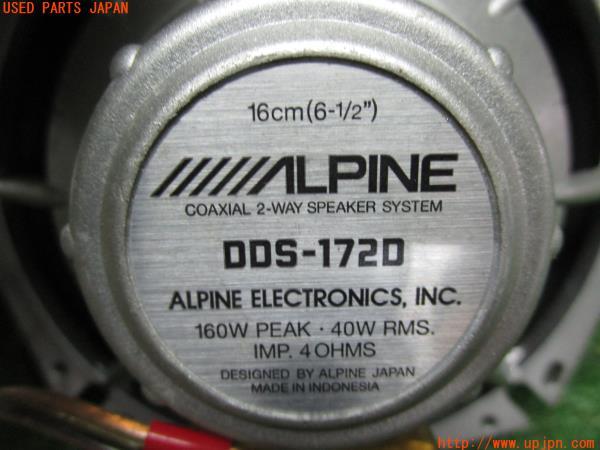 USED PARTS JAPAN
16cm(6-1/2")
ALPINE
COAXIAL 2-WAY SPEAKER SYSTEM
DDS-172D
ALPINE ELECTRONICS, INC.
160W PEAK · 40W RMS.
IMP. 4 OHMS
DESIGNED BY ALPINE JAPAN
MADE IN INDONESIA
http://www.upjpn.com